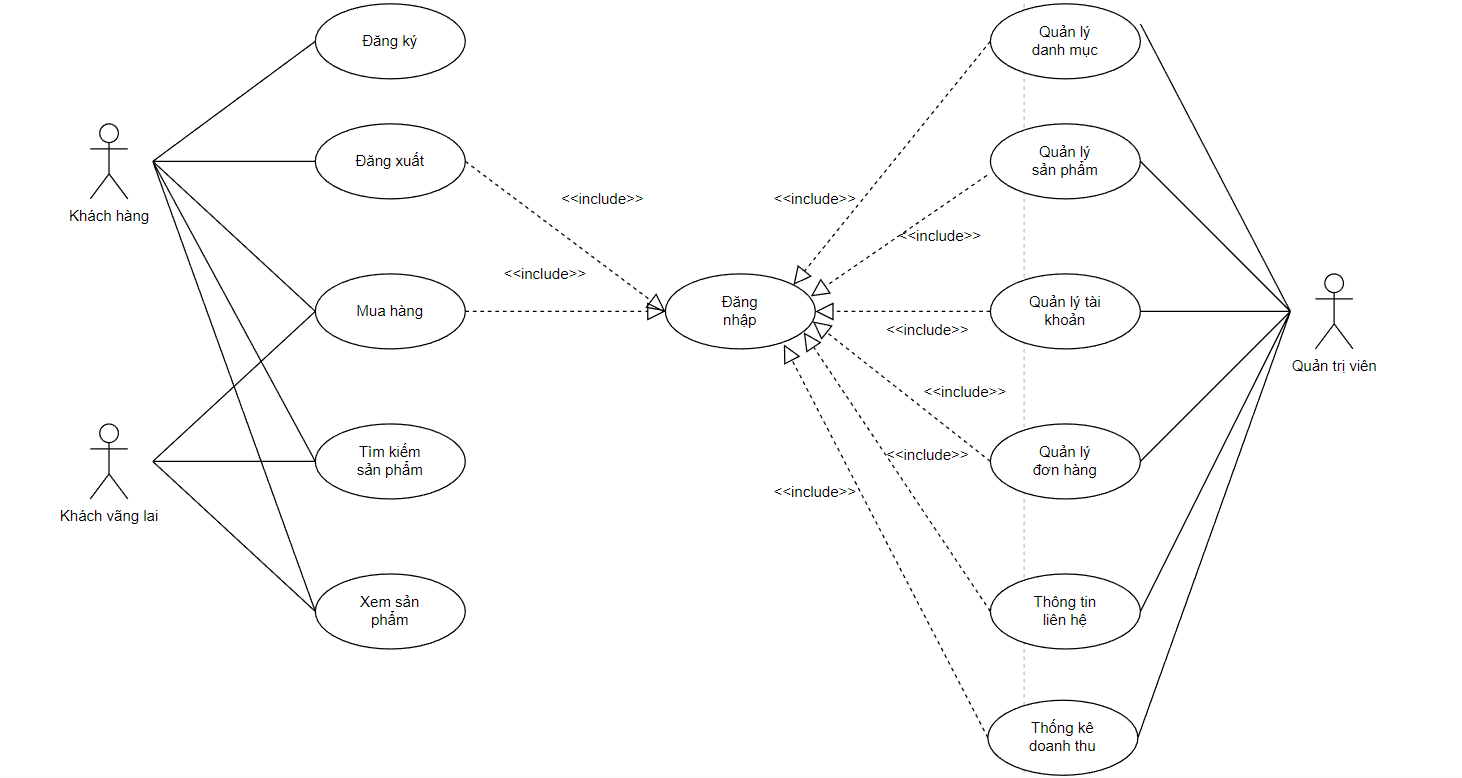 Đăng ký
Quản lý
danh mục
Đăng xuất
Quản lý
sản phẩm
<<include>>
<<include>>
Khách hàng
<<include>>
<<include>>
Mua hàng
Đăng
nhập
Quản lý tài
khoản
<<include>>
Quản trị viên
<<include>>
Tìm kiếm
sản phẩm
<<include>>
Quản lý
đơn hàng
<<include>>
Khách vãng lai
Xem sản
phẩm
Thông tin
liên hệ
Thống kê
doanh thu